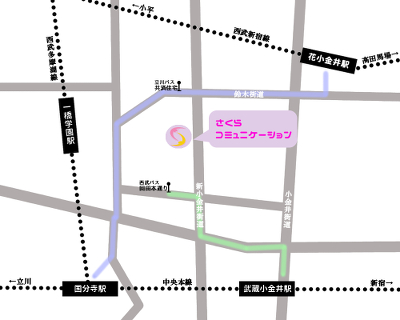 ←小平
西武新宿線
花小金井駅
高田馬場→
西武多摩湖線
立川バス
共済住宅
鈴木街道
一橋学園駅
さくら
コミュニケーション
西武バス
回田本通り
新小金井街道
小金井街道
←立川
国分寺駅
中央本線
武蔵小金井駅
新宿→